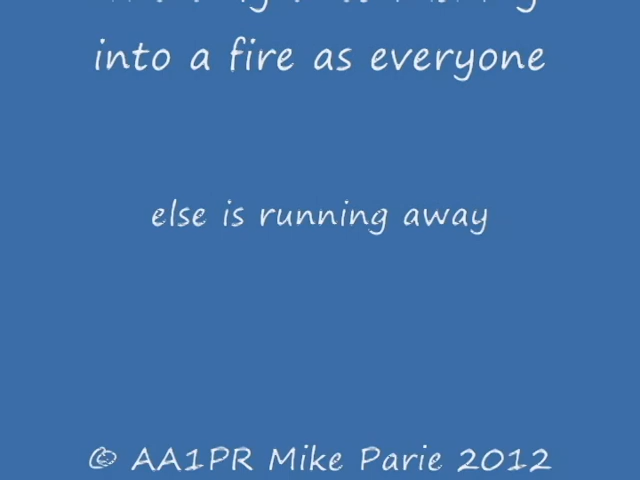 into a fire as everyone
else is running away
© AA1PR Mike Parie 2012